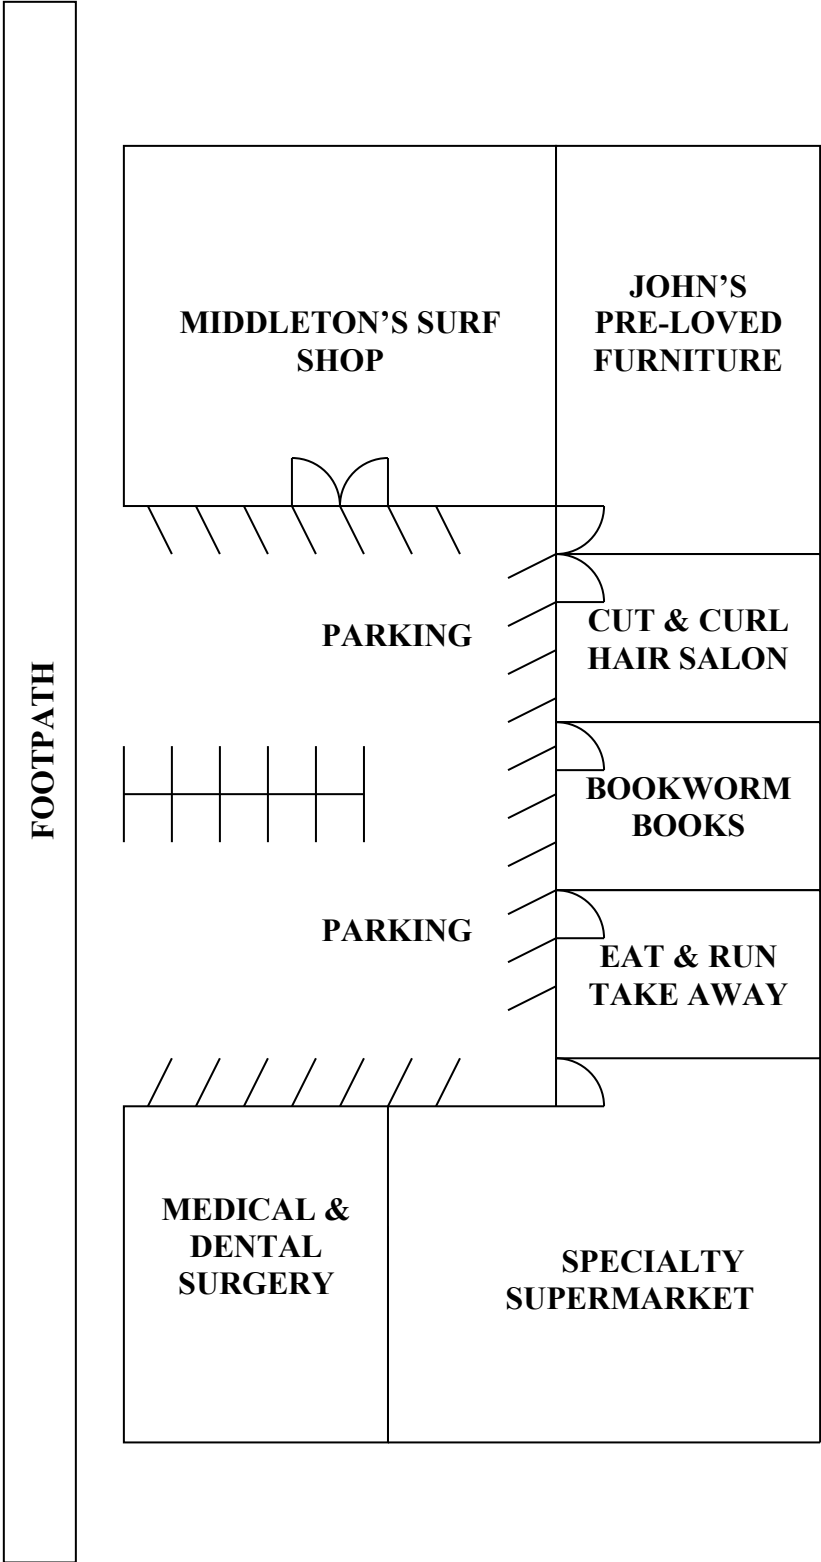 MIDDLETON’S SURF
SHOP
JOHN’S
PRE-LOVED
FURNITURE
PARKING
CUT & CURL
HAIR SALON
FOOTPATH
BOOKWORM
BOOKS
PARKING
EAT & RUN
TAKE AWAY
MEDICAL &
DENTAL
SURGERY
SPECIALTY
SUPERMARKET